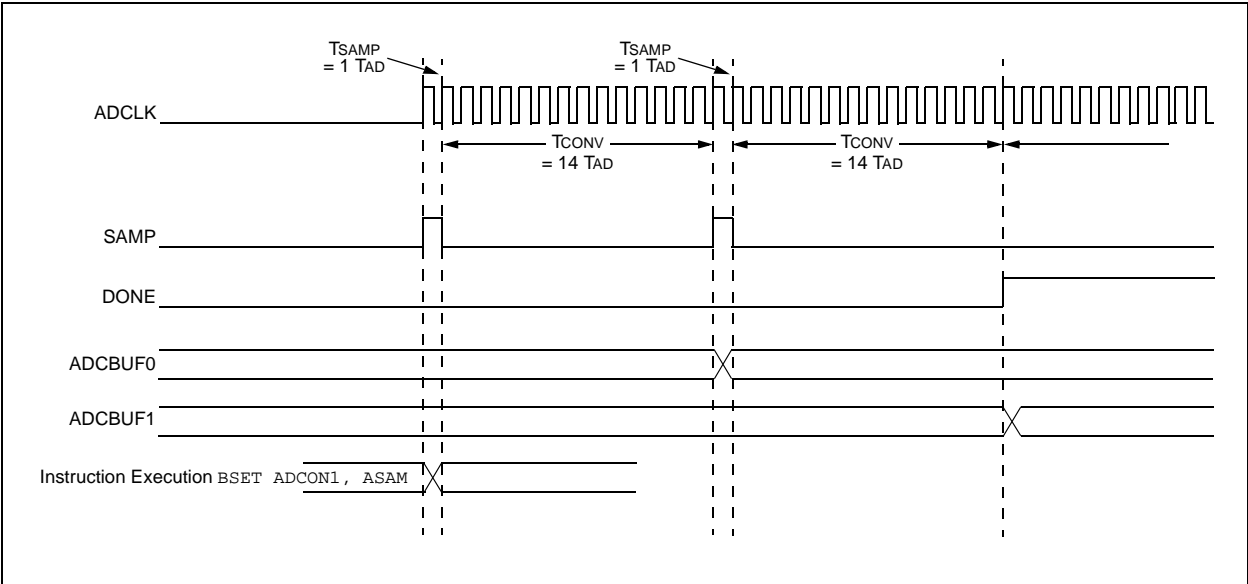 TSAMP
= 1 TAD
TSAMP
= 1 TAD
ADCLK
TCONV
= 14 TAD
TCONV
= 14 TAD
SAMP
DONE
ADCBUF0
ADCBUF1
Instruction Execution BSET ADCON1, ASAM